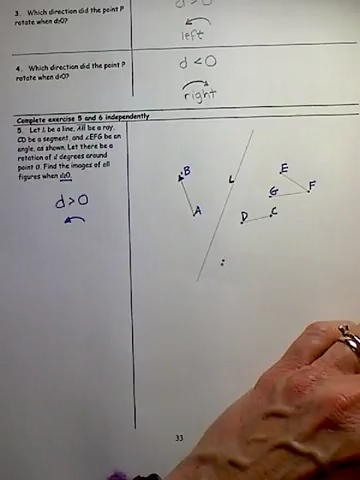 d > 0
3. Which direction did the point P
rotate when d≥0?
left
4. Which direction did the point P
rotate when d<0?
d < 0
right
Complete exercise 5 and 6 independently
5. Let L be a line, AB be a ray,
CD be a segment, and ∠EFG be an
angle, as shown. Let there be a
rotation of d degrees around
point O. Find the images of all
figures when d≥0.
d > 0
B
A
L
E
G
F
D
C
33